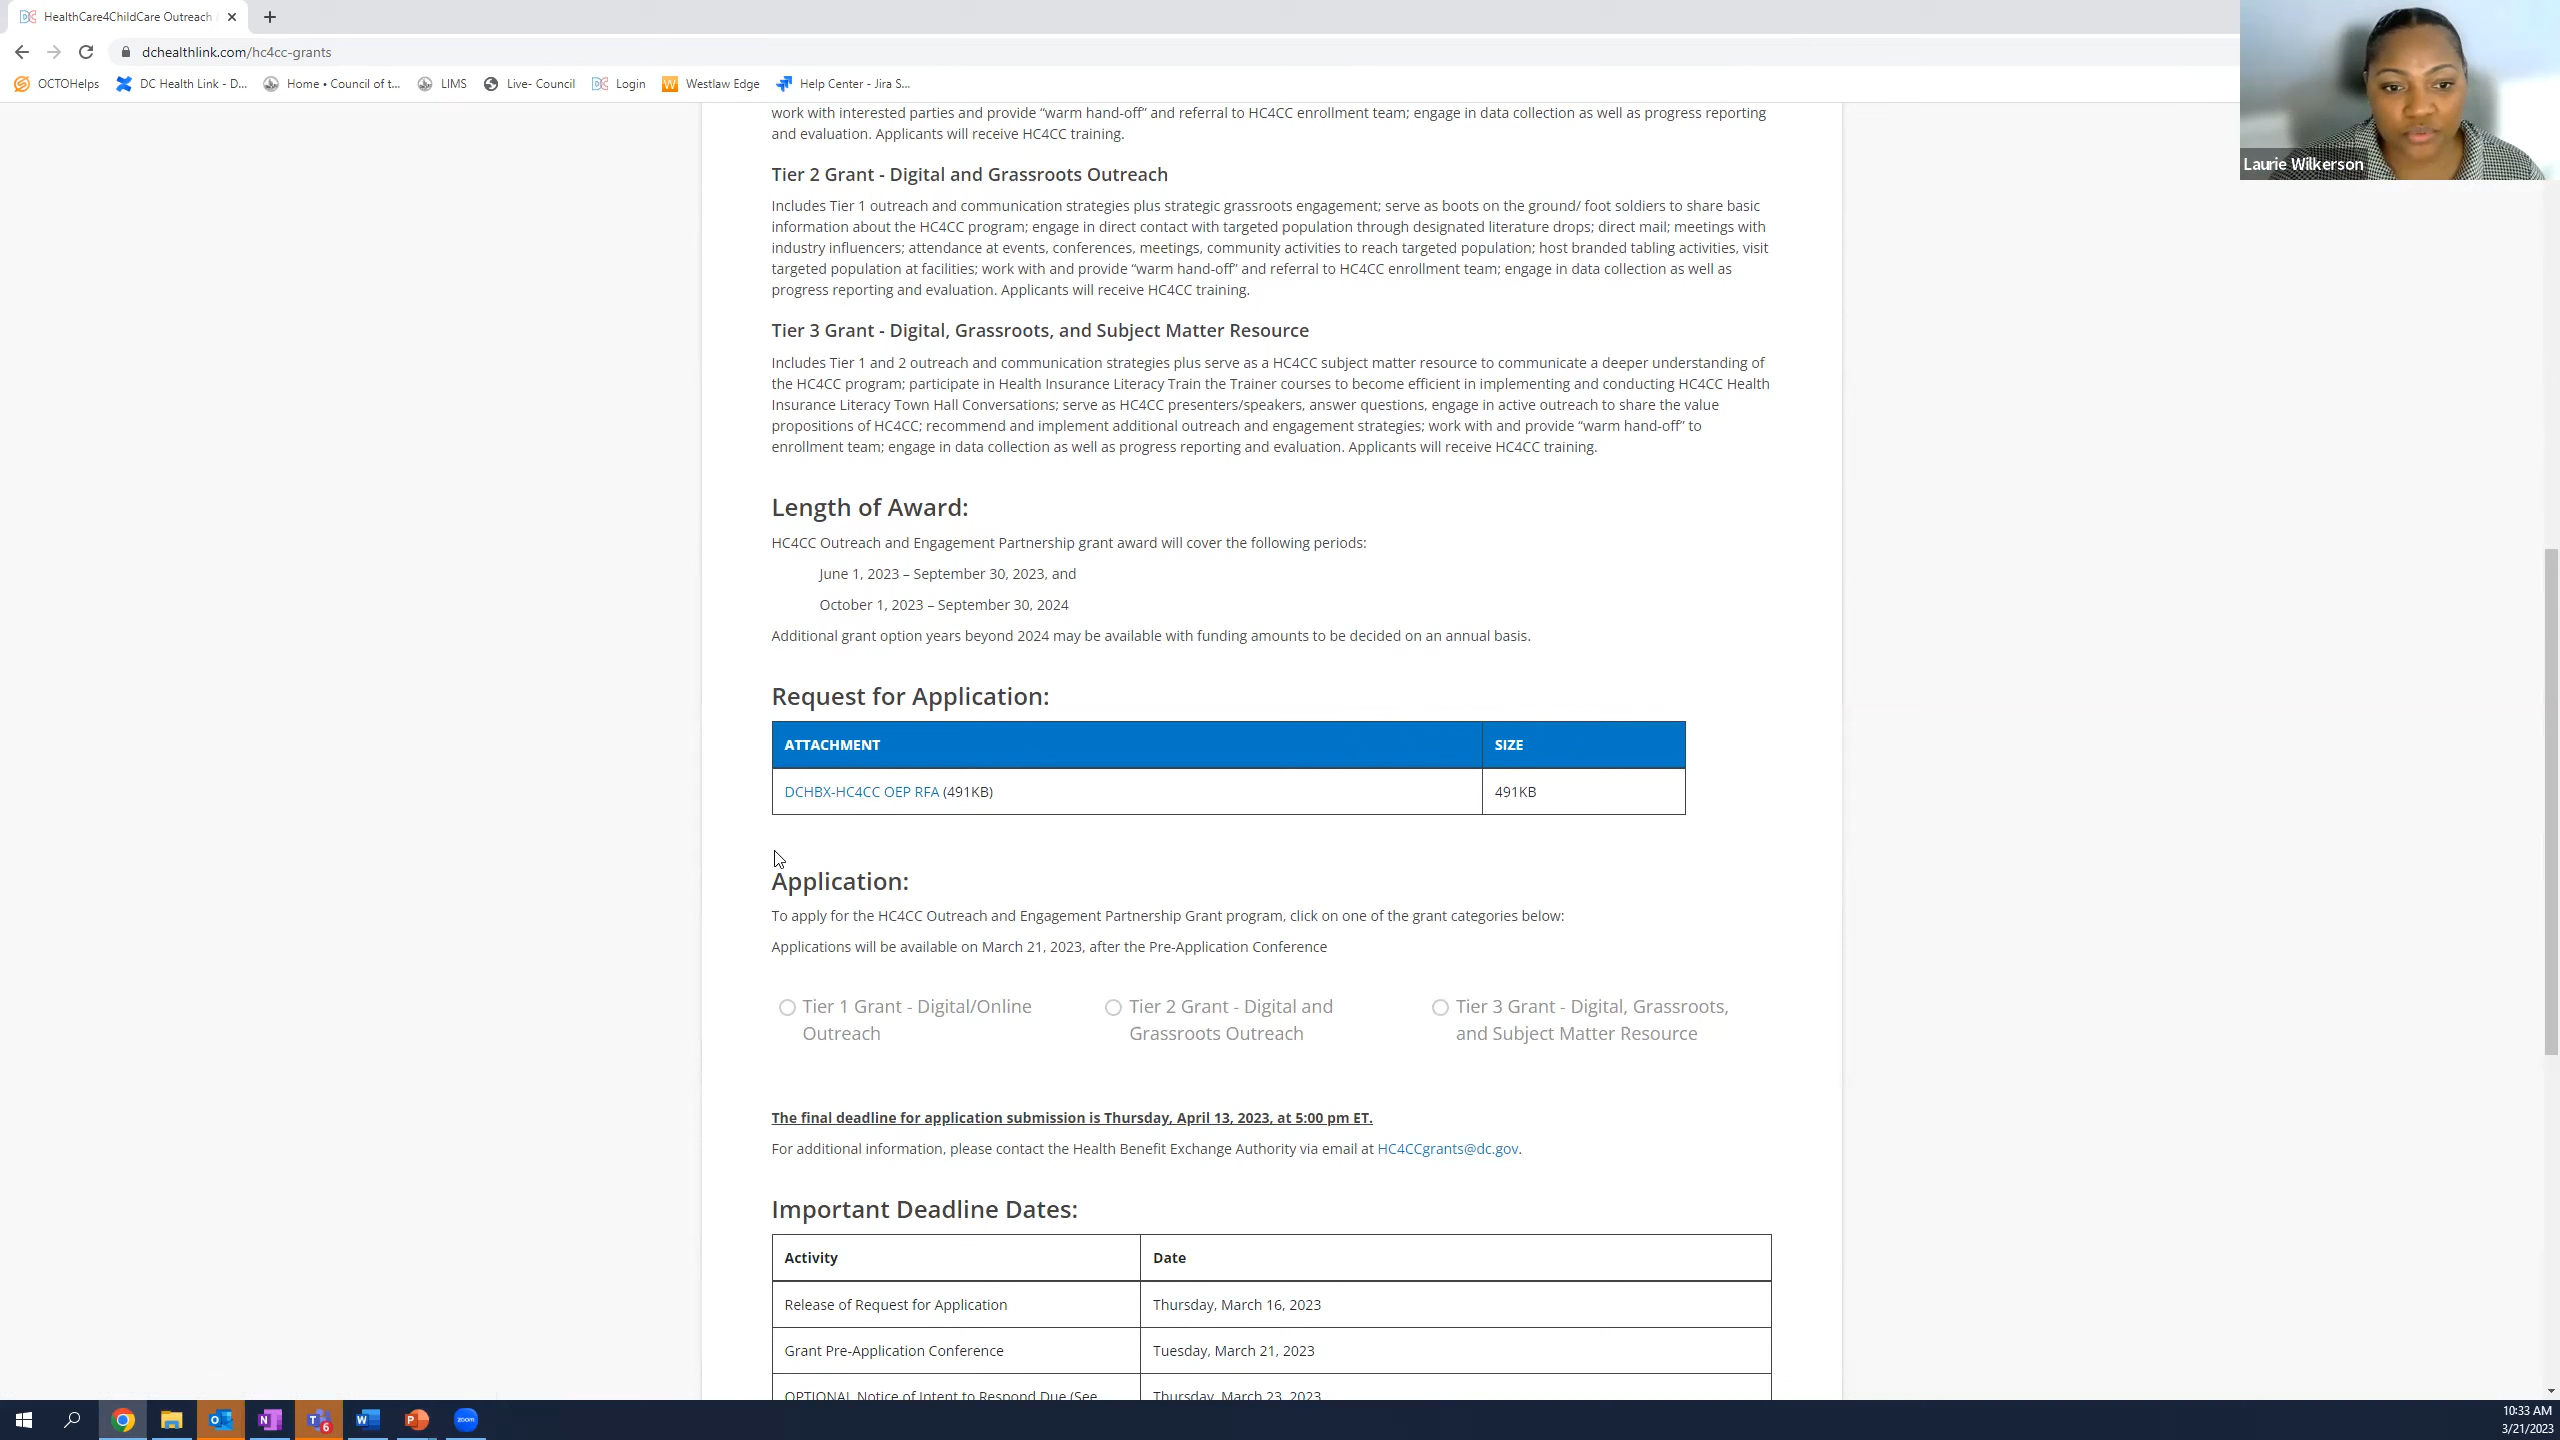 HealthCare4ChildCare Outreach
dchealthlink.com/hc4cc-grants
OCTOHelps DC Health Link - D... Home • Council of t... LIMS Live- Council Login Westlaw Edge Help Center - Jira S...
Laurie Wilkerson
work with interested parties and provide “warm hand-off” and referral to HC4CC enrollment team; engage in data collection as well as progress reporting
and evaluation. Applicants will receive HC4CC training.
Tier 2 Grant - Digital and Grassroots Outreach
Includes Tier 1 outreach and communication strategies plus strategic grassroots engagement; serve as boots on the ground/ foot soldiers to share basic
information about the HC4CC program; engage in direct contact with targeted population through designated literature drops; direct mail; meetings with
industry influencers; attendance at events, conferences, meetings, community activities to reach targeted population; host branded tabling activities, visit
targeted population at facilities; work with and provide “warm hand-off” and referral to HC4CC enrollment team; engage in data collection as well as
progress reporting and evaluation. Applicants will receive HC4CC training.
Tier 3 Grant - Digital, Grassroots, and Subject Matter Resource
Includes Tier 1 and 2 outreach and communication strategies plus serve as a HC4CC subject matter resource to communicate a deeper understanding of
the HC4CC program; participate in Health Insurance Literacy Train the Trainer courses to become efficient in implementing and conducting HC4CC Health
Insurance Literacy Town Hall Conversations; serve as HC4CC presenters/speakers, answer questions, engage in active outreach to share the value
propositions of HC4CC; recommend and implement additional outreach and engagement strategies; work with and provide “warm hand-off” to
enrollment team; engage in data collection as well as progress reporting and evaluation. Applicants will receive HC4CC training.
Length of Award:
HC4CC Outreach and Engagement Partnership grant award will cover the following periods:
June 1, 2023 – September 30, 2023, and
October 1, 2023 – September 30, 2024
Additional grant option years beyond 2024 may be available with funding amounts to be decided on an annual basis.
Request for Application:
ATTACHMENT SIZE
DCHBX-HC4CC OEP RFA (491KB) 491KB
Application:
To apply for the HC4CC Outreach and Engagement Partnership Grant program, click on one of the grant categories below:
Applications will be available on March 21, 2023, after the Pre-Application Conference
Tier 1 Grant - Digital/Online Tier 2 Grant - Digital and Tier 3 Grant - Digital, Grassroots,
Outreach Grassroots Outreach and Subject Matter Resource
The final deadline for application submission is Thursday, April 13, 2023, at 5:00 pm ET.
For additional information, please contact the Health Benefit Exchange Authority via email at HC4CCgrants@dc.gov.
Important Deadline Dates:
Activity Date
Release of Request for Application Thursday, March 16, 2023
Grant Pre-Application Conference Tuesday, March 21, 2023
OPTIONAL Notice of Intent to Respond Due (See Thursday, March 23, 2023
zoom
10:33 AM
3/21/2023